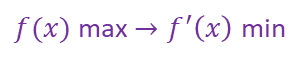 f(x) max → f′(x) min